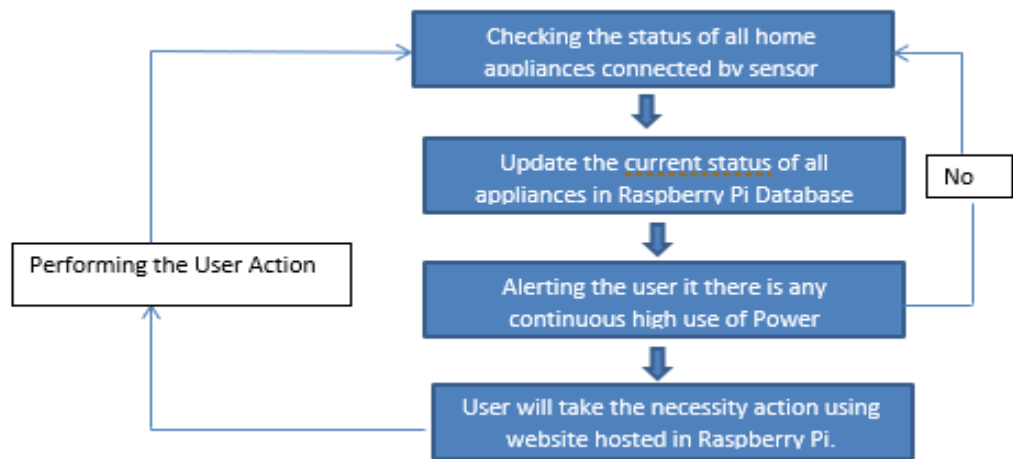 Checking the status of all home
appliances connected by sensor
Update the current status of all
appliances in Raspberry Pi Database
No
Performing the User Action
Alerting the user it there is any
continuous high use of Power
User will take the necessity action using
website hosted in Raspberry Pi.